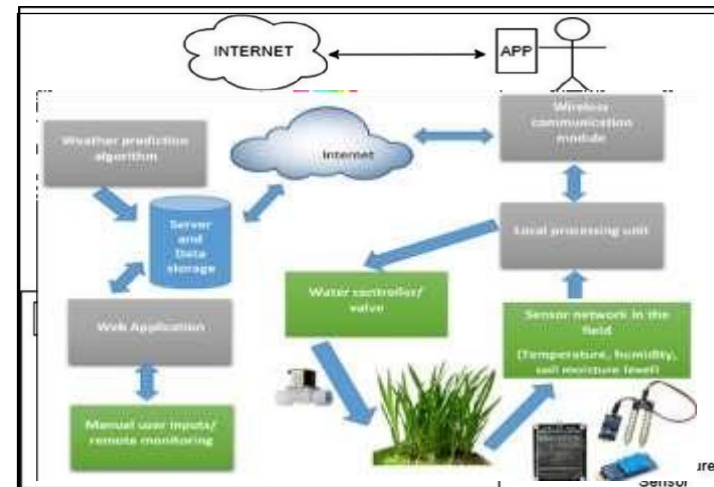 INTERNET
APP
Wireless
communication
module
Weather prediction
algorithm
Internet
Server
and
Data
storage
Local processing unit
Water controller/
valve
Web Application
Sensor network in the
field
(Temperature, humidity,
soil moisture level)
Manual user inputs/
remote monitoring
ure
Sensor